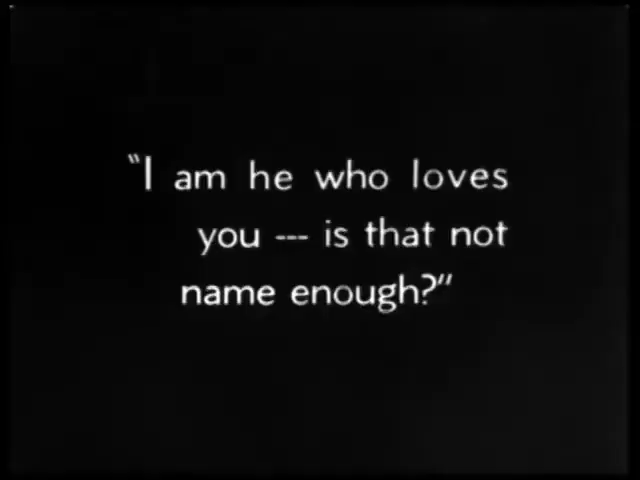 "I am he who loves
you --- is that not
name enough?"